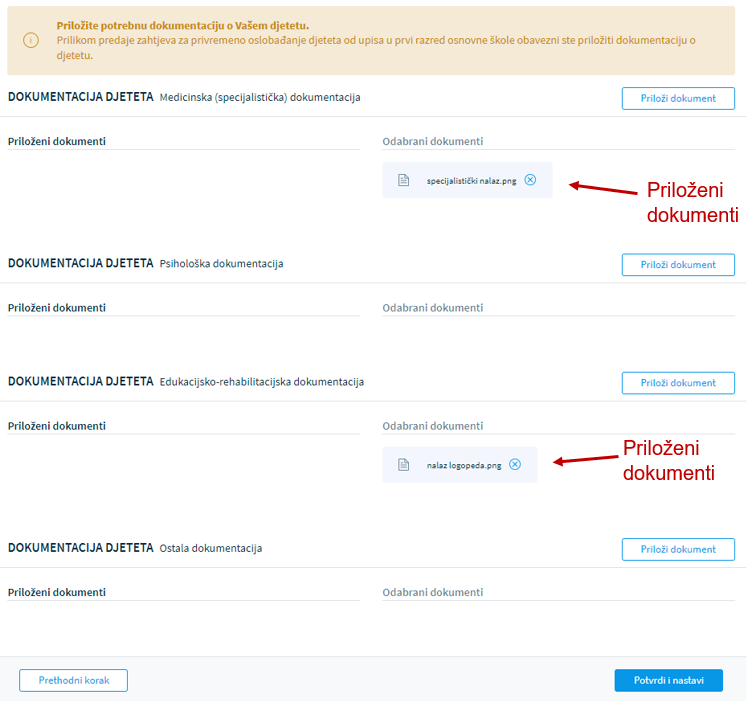 Priložite potrebnu dokumentaciju o Vašem djetetu.
Prilikom predaje zahtjeva za privremeno oslobađanje djeteta od upisa u prvi razred osnovne škole obavezni ste priložiti dokumentaciju o
djetetu.
DOKUMENTACIJA DJETETA Medicinska (specijalistička) dokumentacija
Priloži dokument
Priloženi dokumenti
Odabrani dokumenti
specijalistički nalaz.png
Priloženi
dokumenti
DOKUMENTACIJA DJETETA Psihološka dokumentacija
Priloži dokument
Priloženi dokumenti
Odabrani dokumenti
DOKUMENTACIJA DJETETA Edukacijsko-rehabilitacijska dokumentacija
Priloži dokument
Priloženi dokumenti
Odabrani dokumenti
nalaz logopeda.png
Priloženi
dokumenti
DOKUMENTACIJA DJETETA Ostala dokumentacija
Priloži dokument
Priloženi dokumenti
Odabrani dokumenti
Prethodni korak
Potvrdi i nastavi